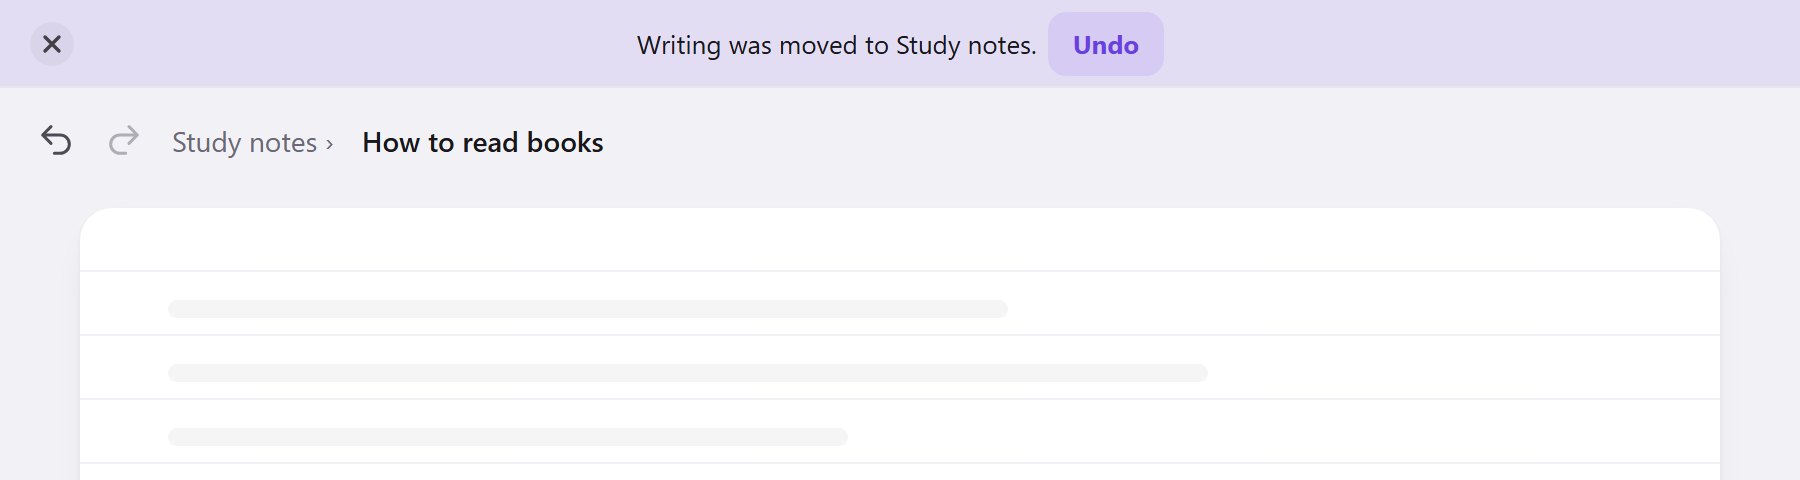 Writing was moved to Study notes. Undo
Study notes › How to read books